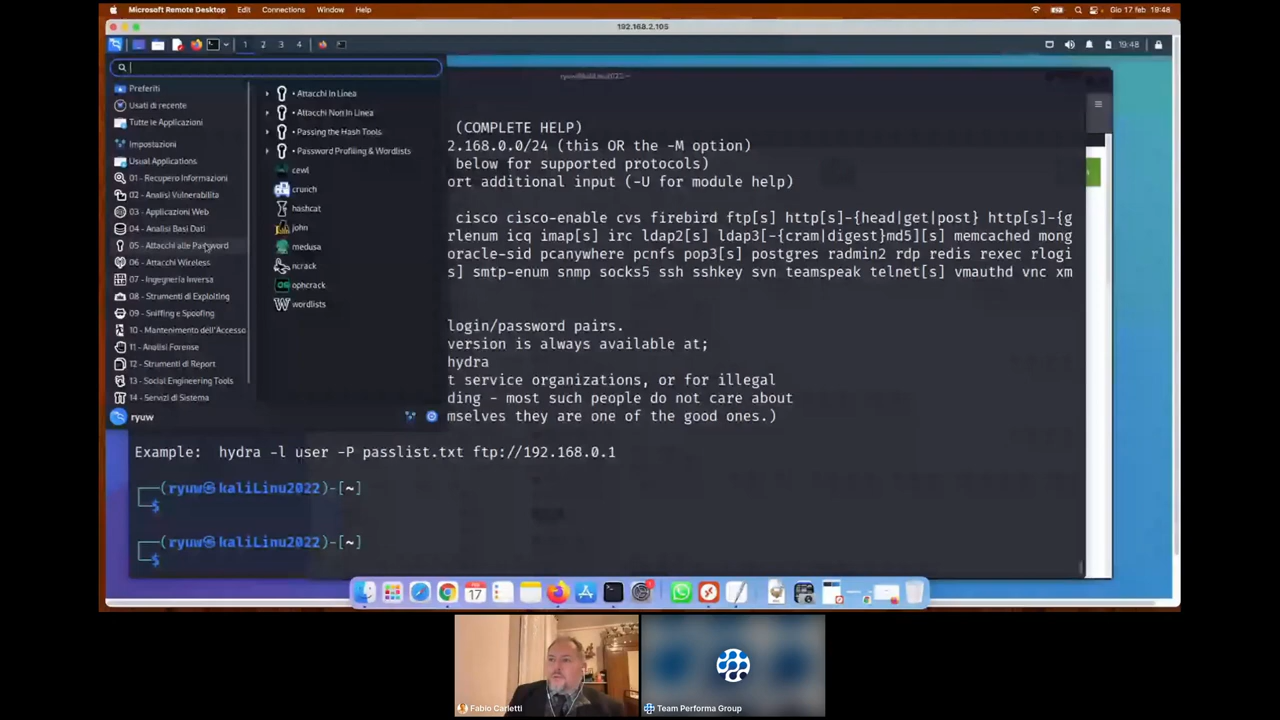 Microsoft Remote Desktop Edit Connections Window Help
Gio 17 feb 19:48
192.168.2.105
1 2 3 4
19:48
Preferiti
Usati di recente
Tutte le Applicazioni
Impostazioni
Usual Applications
01 - Recupero Informazioni
02 - Analisi Vulnerabilita
03 - Applicazioni Web
04 - Analisi Basi Dati
05 - Attacchi alle Password
06 - Attacchi Wireless
07 - Ingegneria Inversa
08 - Strumenti di Exploiting
09 - Sniffing e Spoofing
10 - Mantenimento dell'Accesso
11 - Analisi Forense
12 - Strumenti di Report
13 - Social Engineering Tools
14 - Servizi di Sistema
ryuw
• Attacchi In Linea
• Attacchi Non In Linea
• Passing the Hash Tools
• Password Profiling & Wordlists
cewl
crunch
hashcat
john
medusa
ncrack
ophcrack
wordlists
(COMPLETE HELP)
2.168.0.0/24 (this OR the -M option)
below for supported protocols)
ort additional input (-U for module help)
cisco cisco-enable cvs firebird ftp[s] http[s]-{head|get|post} http[s]-{g
rlenum icq imap[s] irc ldap2[s] ldap3[-{cram|digest}md5][s] memcached mong
oracle-sid pcanywhere pcnfs pop3[s] postgres radmin2 rdp redis rexec rlogi
s] smtp-enum snmp socks5 ssh sshkey svn teamspeak telnet[s] vmauthd vnc xm
login/password pairs.
version is always available at;
hydra
t service organizations, or for illegal
ding - most such people do not care about
mselves they are one of the good ones.)
Example: hydra -l user -P passlist.txt ftp://192.168.0.1
(ryuw㉿kaliLinu2022)-[~]
$
(ryuw㉿kaliLinu2022)-[~]
$
FEB
17
Fabio Carletti
Team Performa Group